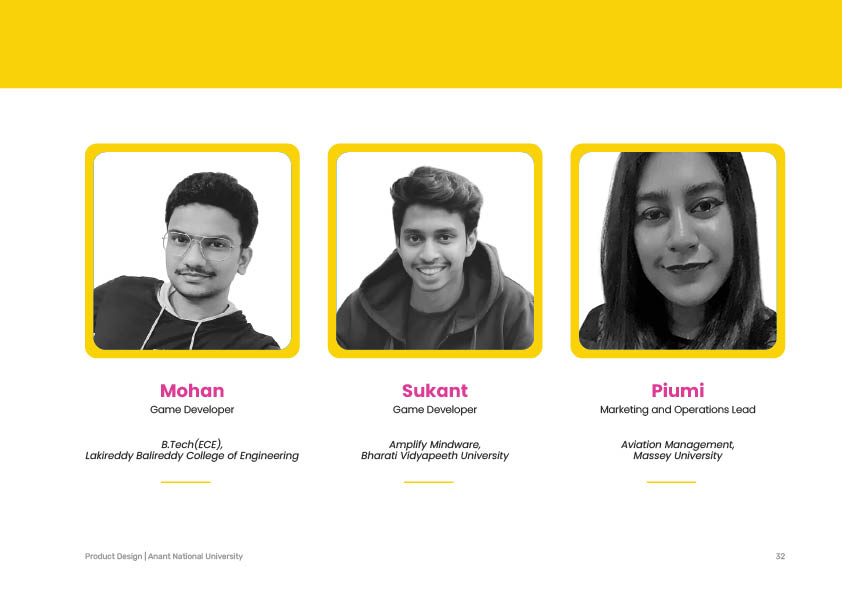 Mohan
Game Developer
B.Tech(ECE),
Lakireddy Balireddy College of Engineering
Sukant
Game Developer
Amplify Mindware,
Bharati Vidyapeeth University
Piumi
Marketing and Operations Lead
Aviation Management,
Massey University
Product Design | Anant National University
32